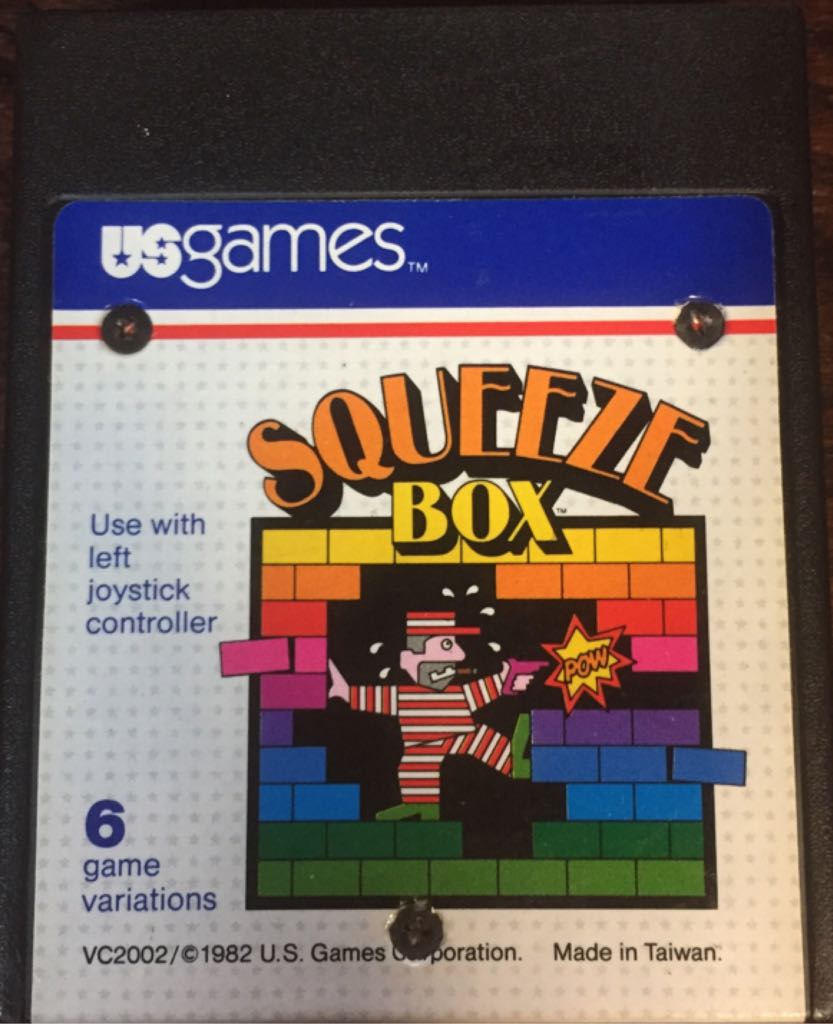 USgames™
SQUEEZE
BOX™
Use with
left
joystick
controller
POW
6
game
variations
VC2002/©1982 U.S. Games Corporation. Made in Taiwan.